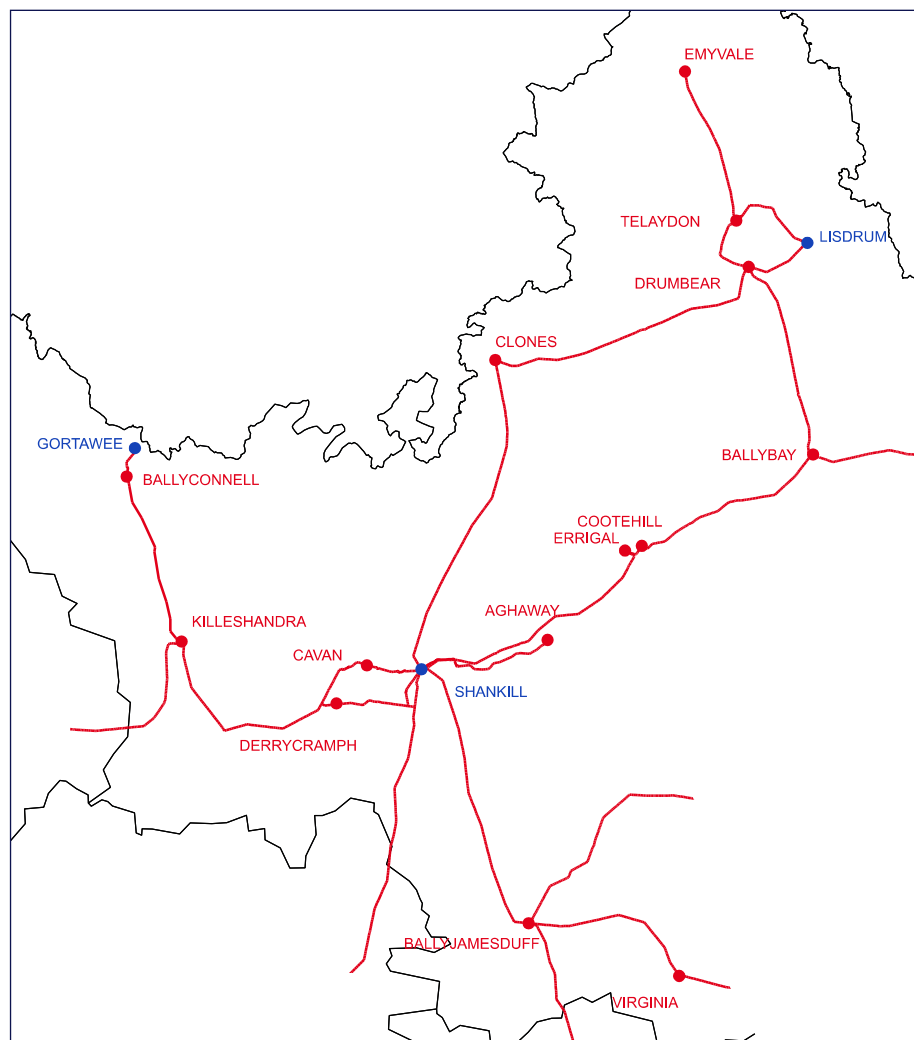 EMYVALE
TELAYDON
LISDRUM
DRUMBEAR
CLONES
GORTAWEE
BALLYCONNELL
BALLYBAY
COOTEHILL
ERRIGAL
AGHAWAY
KILLESHANDRA
CAVAN
SHANKILL
DERRYCRAMPH
BALLYJAMESDUFF
VIRGINIA